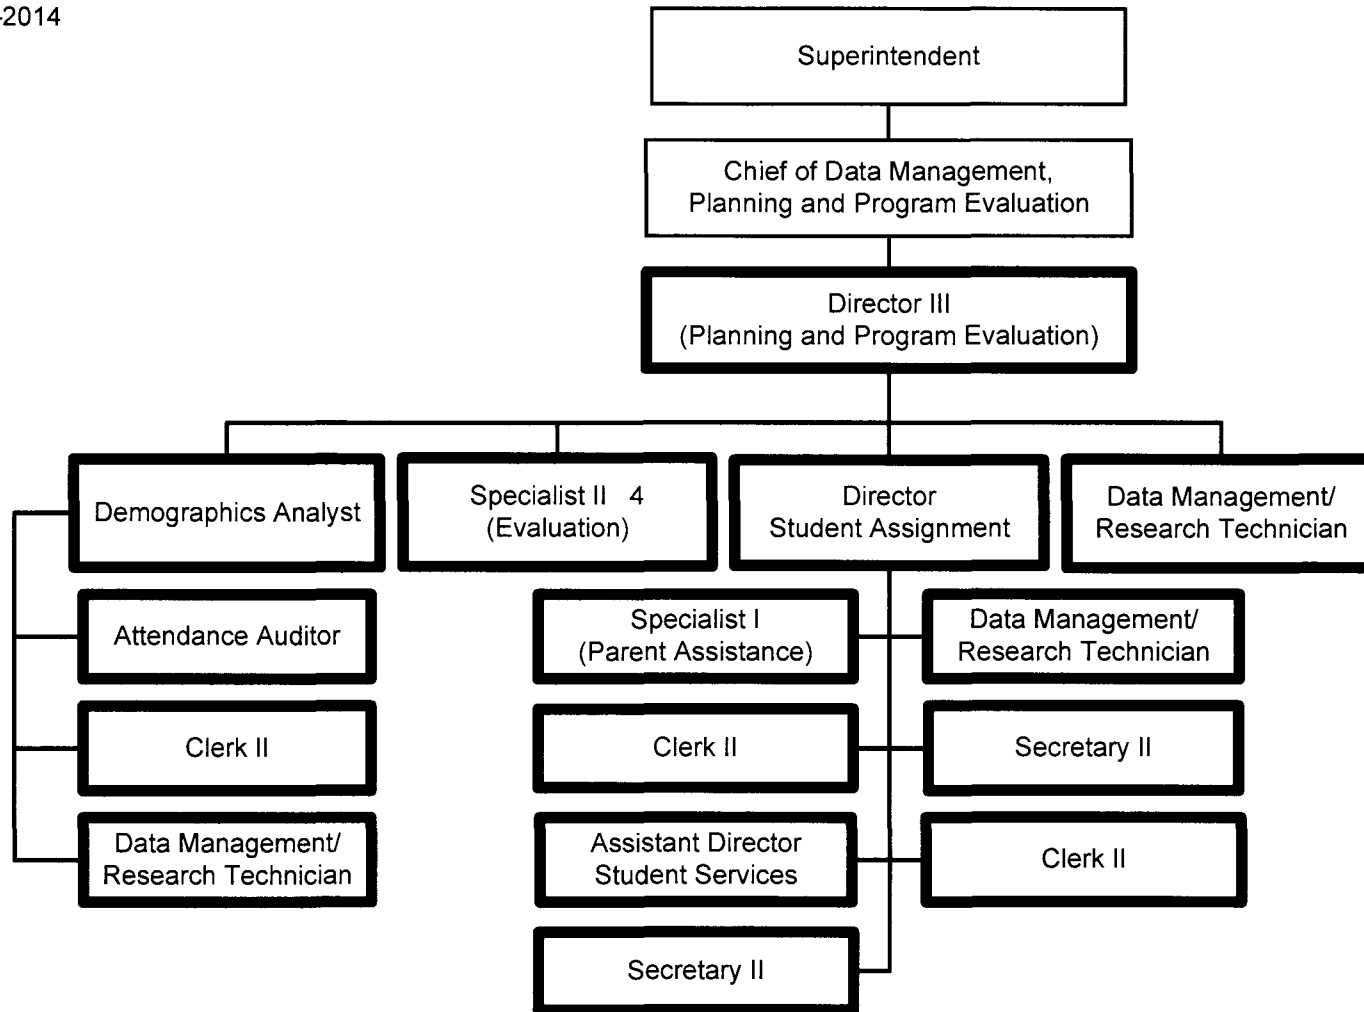 -2014
Superintendent
Chief of Data Management,
Planning and Program Evaluation
Director III
(Planning and Program Evaluation)
Demographics Analyst
Specialist II 4
(Evaluation)
Director
Student Assignment
Data Management/
Research Technician
Attendance Auditor
Specialist I
(Parent Assistance)
Data Management/
Research Technician
Clerk II
Clerk II
Secretary II
Data Management/
Research Technician
Assistant Director
Student Services
Clerk II
Secretary II